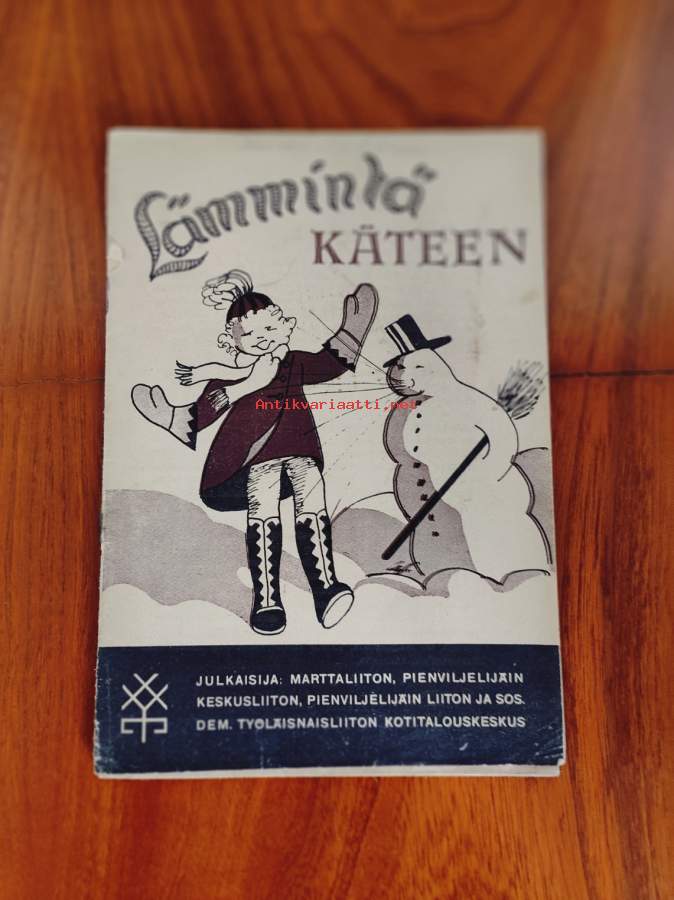 Lämmintä
KÄTEEN
Antikvariaatti.net
JULKAISIJA: MARTTALIITON, PIENVILJELIJÄIN
KESKUSLIITON, PIENVILJELIJÄIN LIITON JA SOS.
DEM. TYÖLÄISNAISLIITON KOTITALOUSKESKUS